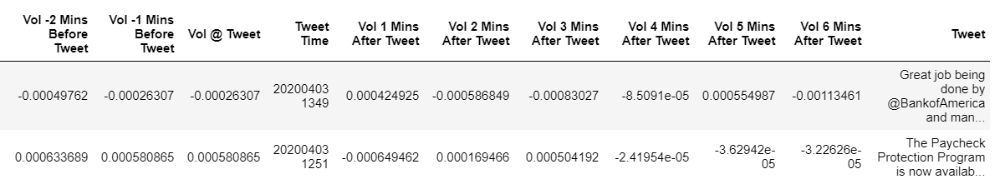 Vol -2 Mins Before Tweet Vol -1 Mins Before Tweet Vol @ Tweet Tweet Time Vol 1 Mins After Tweet Vol 2 Mins After Tweet Vol 3 Mins After Tweet Vol 4 Mins After Tweet Vol 5 Mins After Tweet Vol 6 Mins After Tweet Tweet
-0.00049762 -0.00026307 -0.00026307 20200403 1349 0.000424925 -0.000586849 -0.00083027 -8.5091e-05 0.000554987 -0.00113461 Great job being done by @BankofAmerica and man...
0.000633689 0.000580865 0.000580865 20200403 1251 -0.000649462 0.000169466 0.000504192 -2.41954e-05 -3.62942e-05 -3.22626e-05 The Paycheck Protection Program is now availab...